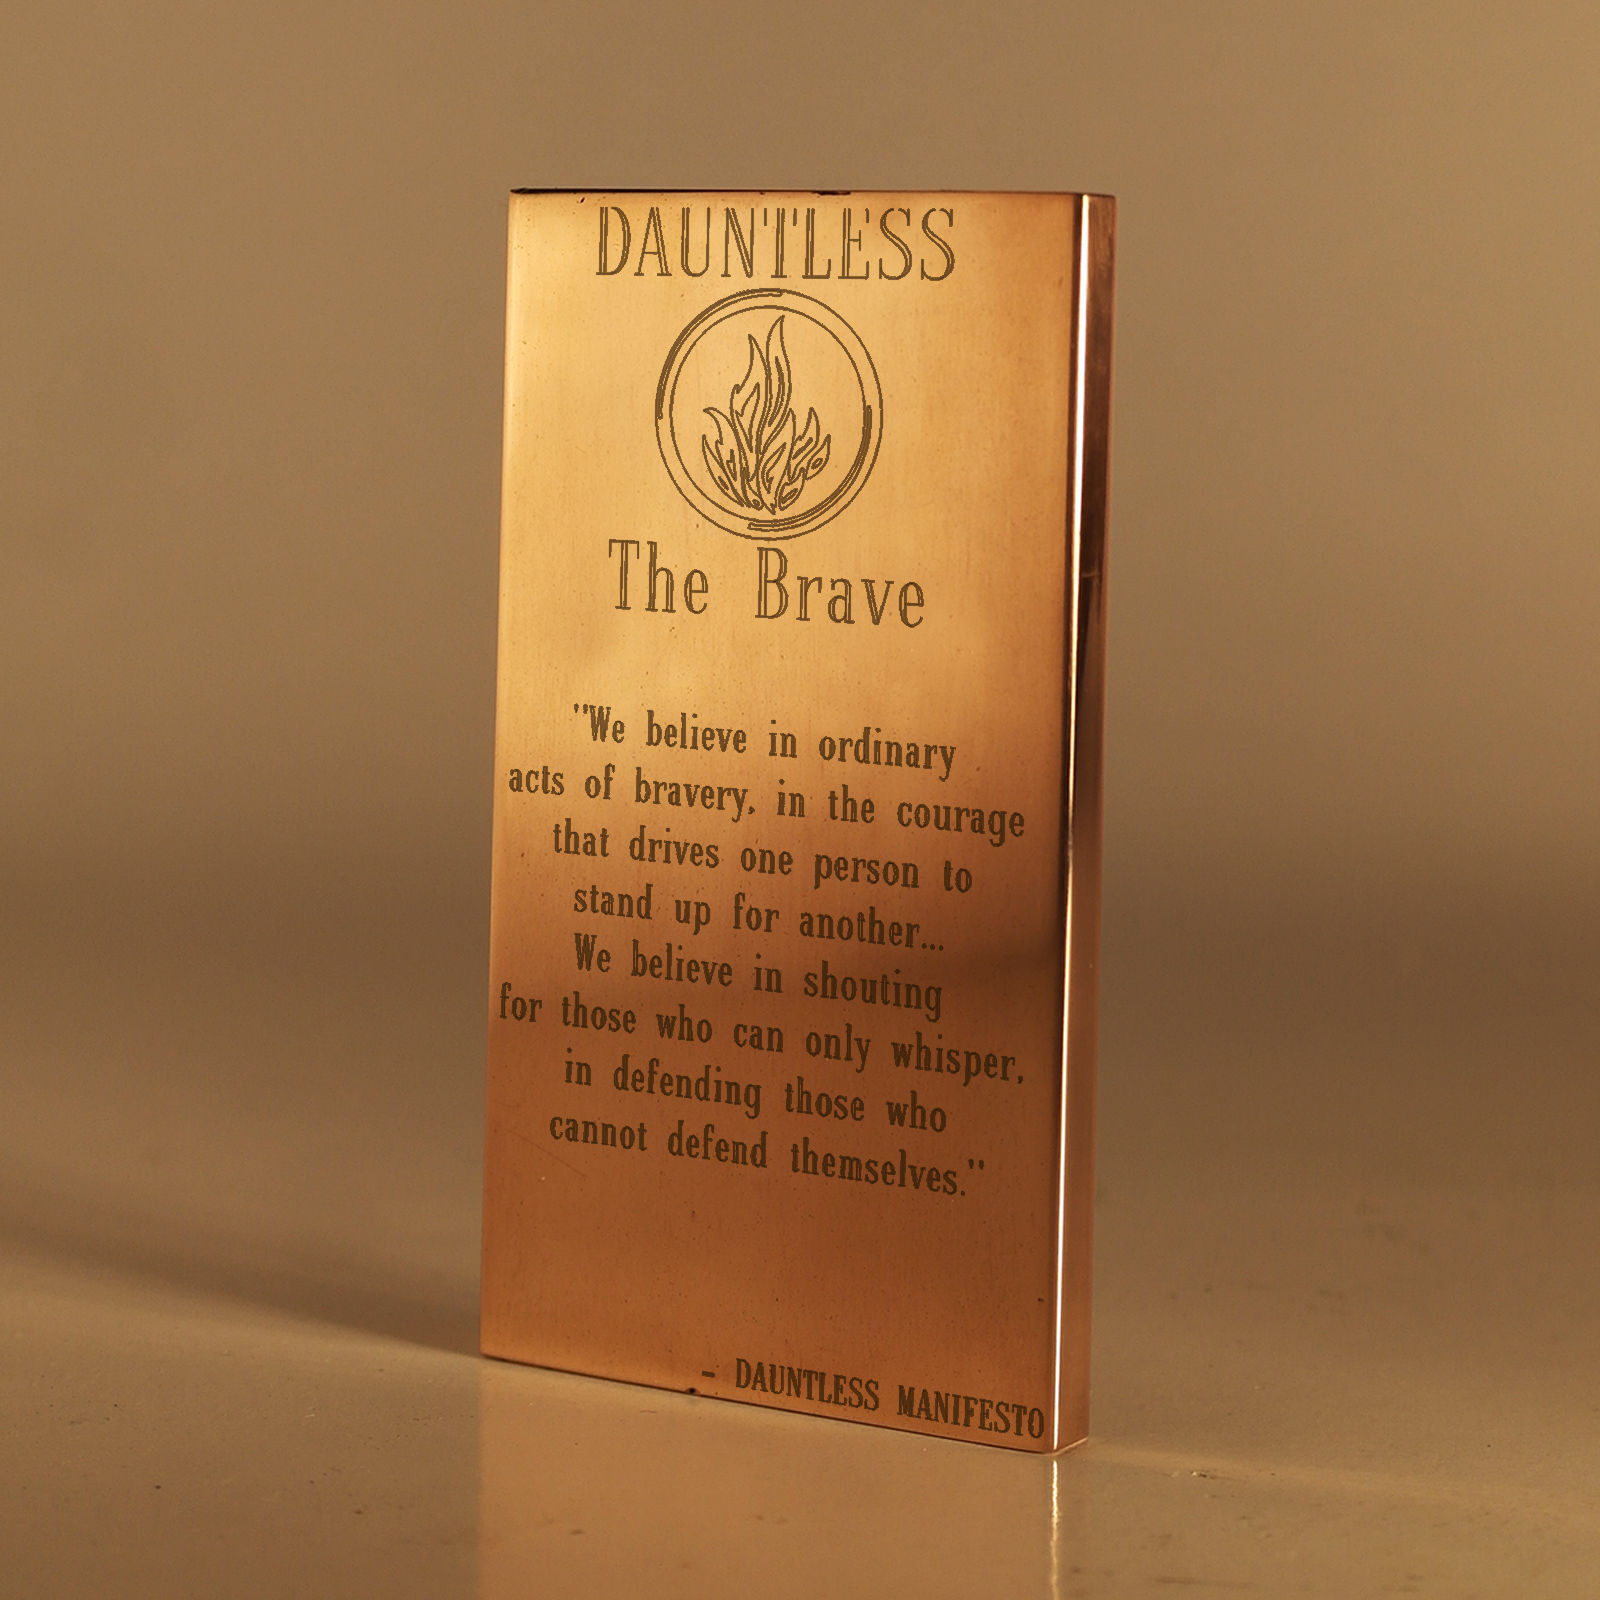 DAUNTLESS
The Brave
"We believe in ordinary
acts of bravery, in the courage
that drives one person to
stand up for another...
We believe in shouting
for those who can only whisper,
in defending those who
cannot defend themselves."
- DAUNTLESS MANIFESTO